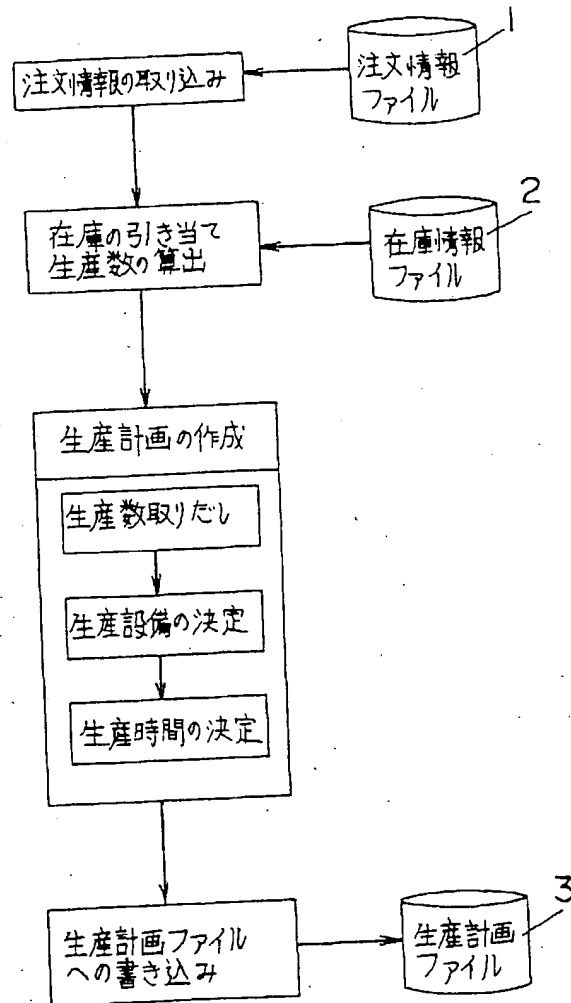 1
注文情報の取り込み
注文情報
ファイル
2
在庫の引き当て
生産数の算出
在庫情報
ファイル
生産計画の作成
生産数取りだし
生産設備の決定
生産時間の決定
3
生産計画ファイル
への書き込み
生産計画
ファイル